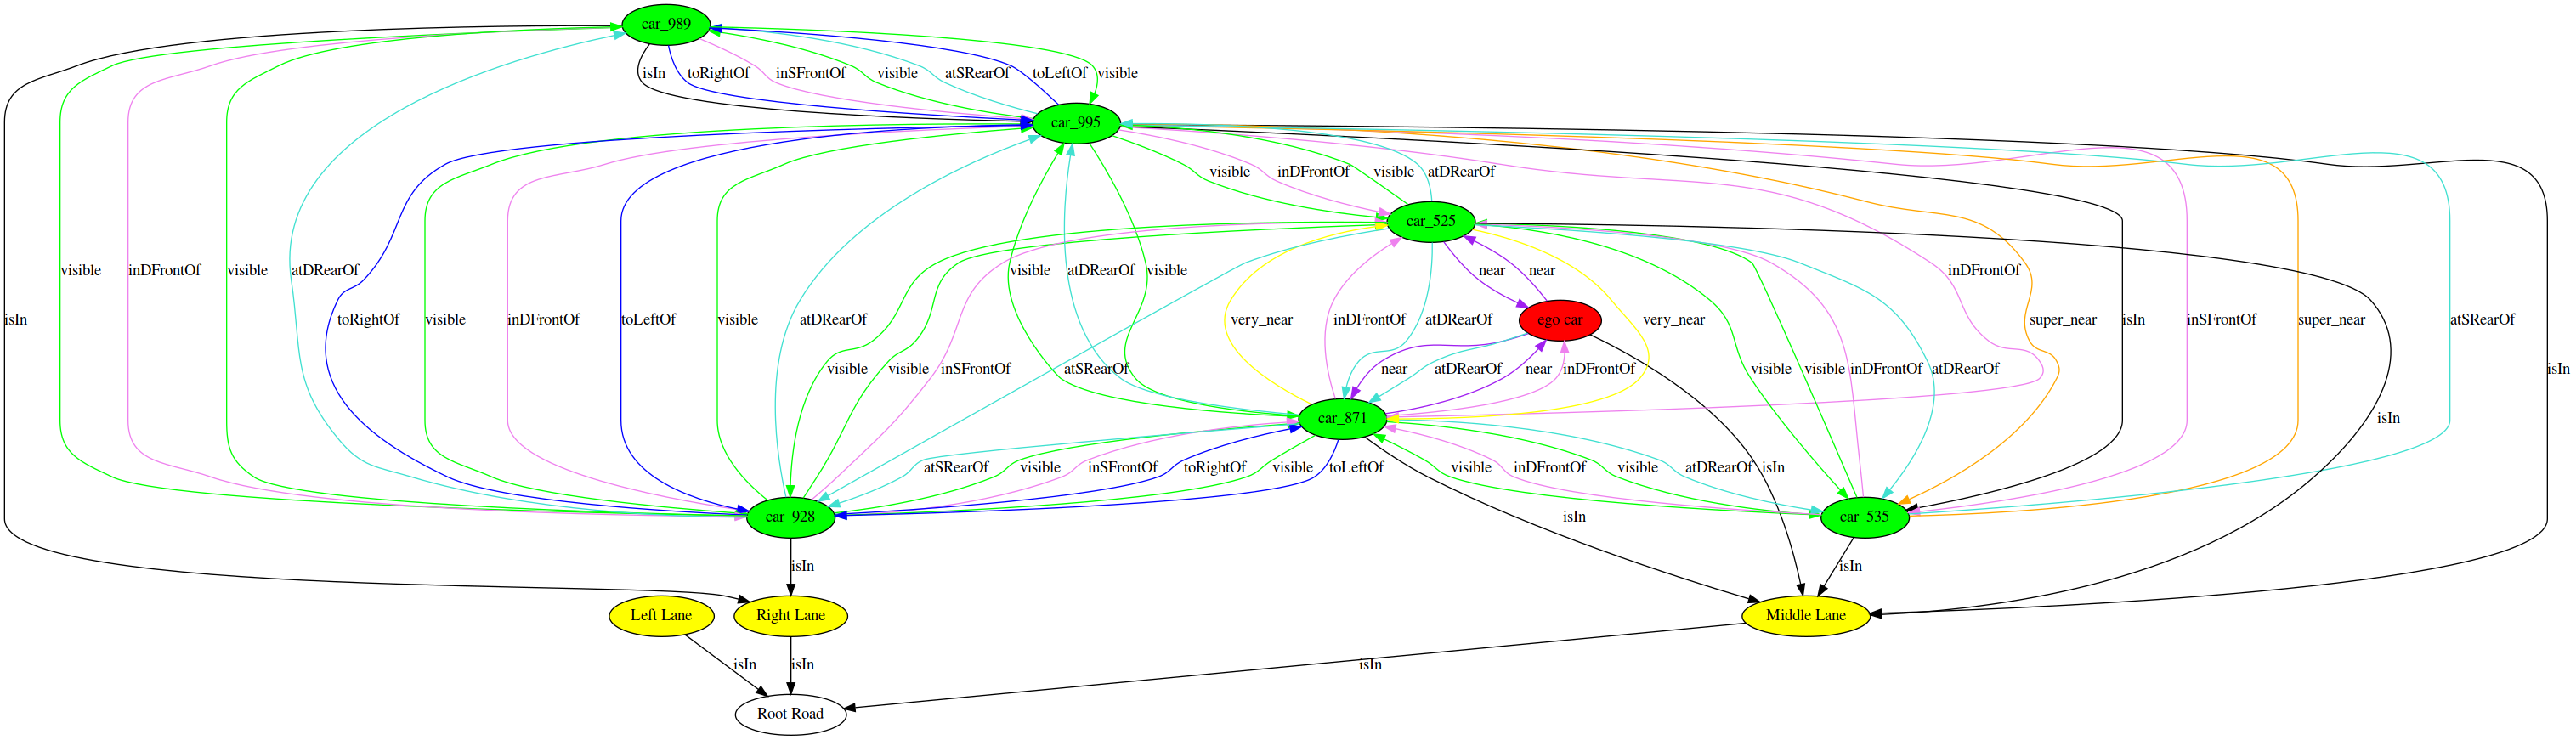 car_989
isIn toRightOf inSFrontOf visible atSRearOf toLeftOf visible
car_995
visible inDFrontOf visible atDRearOf
car_525
visible inDFrontOf visible atDRearOf visible atDRearOf visible near near inDFrontOf
isIn toRightOf visible inDFrontOf toLeftOf visible atDRearOf very_near inDFrontOf atDRearOf ego car very_near super_near isIn inSFrontOf super_near atSRearOf
visible visible inSFrontOf atSRearOf near atDRearOf near inDFrontOf visible visible inDFrontOf atDRearOf isIn
car_871 isIn
atSRearOf visible inSFrontOf toRightOf visible toLeftOf visible inDFrontOf visible atDRearOf isIn
car_928 isIn car_535
isIn isIn
Left Lane Right Lane Middle Lane
isIn isIn isIn
Root Road